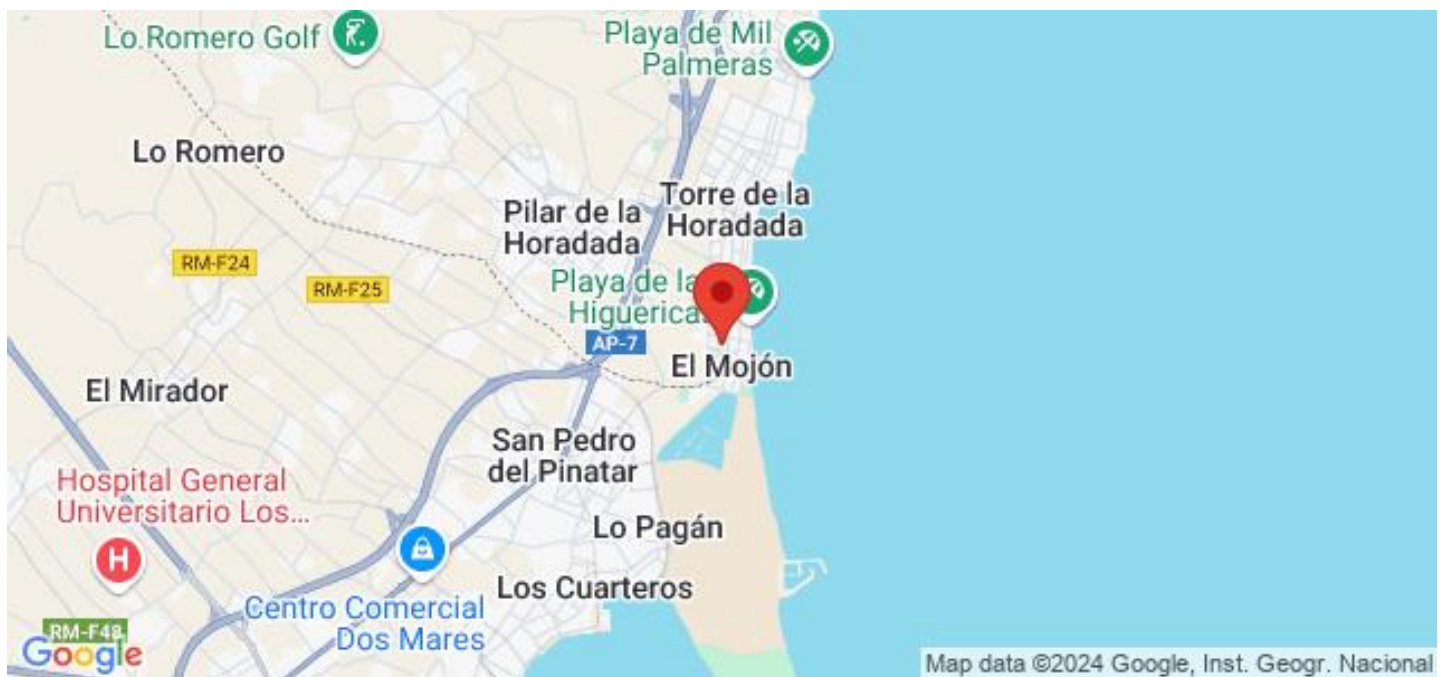 Lo Romero Golf
Playa de Mil
Palmeras
Lo Romero
Torre de la
Horadada
Pilar de la
Horadada
RM-F24
RM-F25
Playa de la
Higuerica
AP-7
El Mojón
El Mirador
San Pedro
del Pinatar
Hospital General
Universitario Los...
H
Lo Pagán
Los Cuarteros
Centro Comercial
Dos Mares
RM-F48
Google
Map data ©2024 Google, Inst. Geogr. Nacional